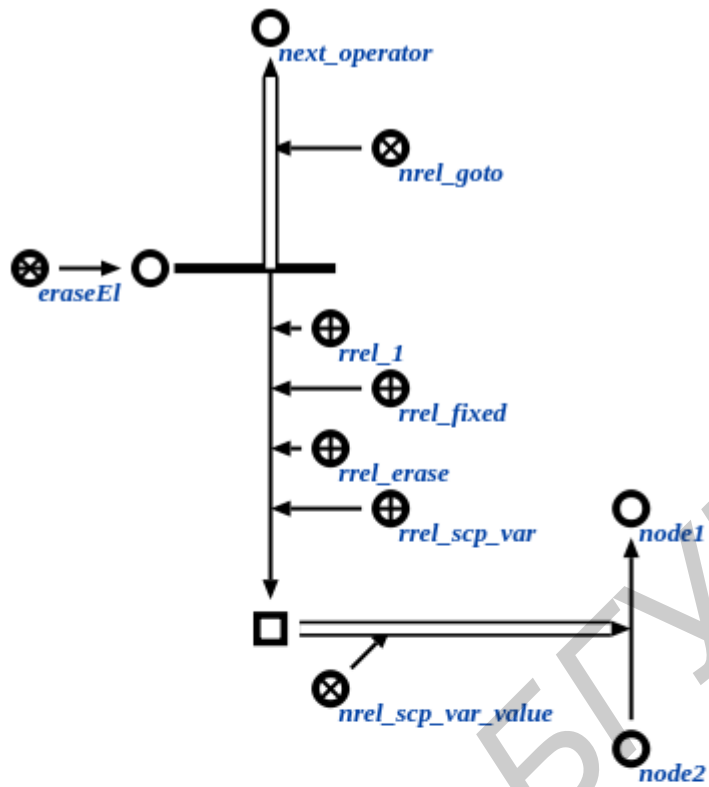 next_operator
nrel_goto
eraseEl
rrel_1
rrel_fixed
rrel_erase
rrel_scp_var
node1
nrel_scp_var_value
node2
БГУ